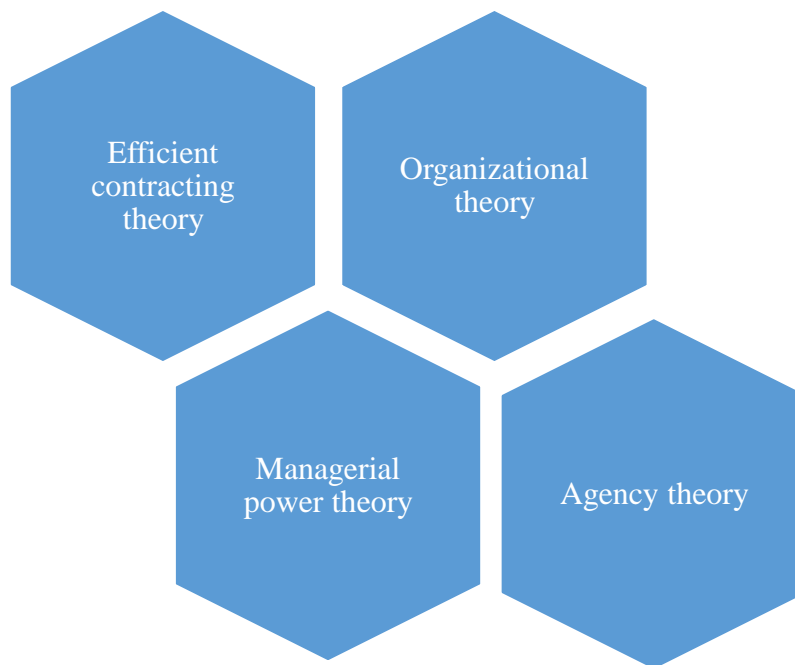 Efficient
contracting
theory
Organizational
theory
Managerial
power theory
Agency theory